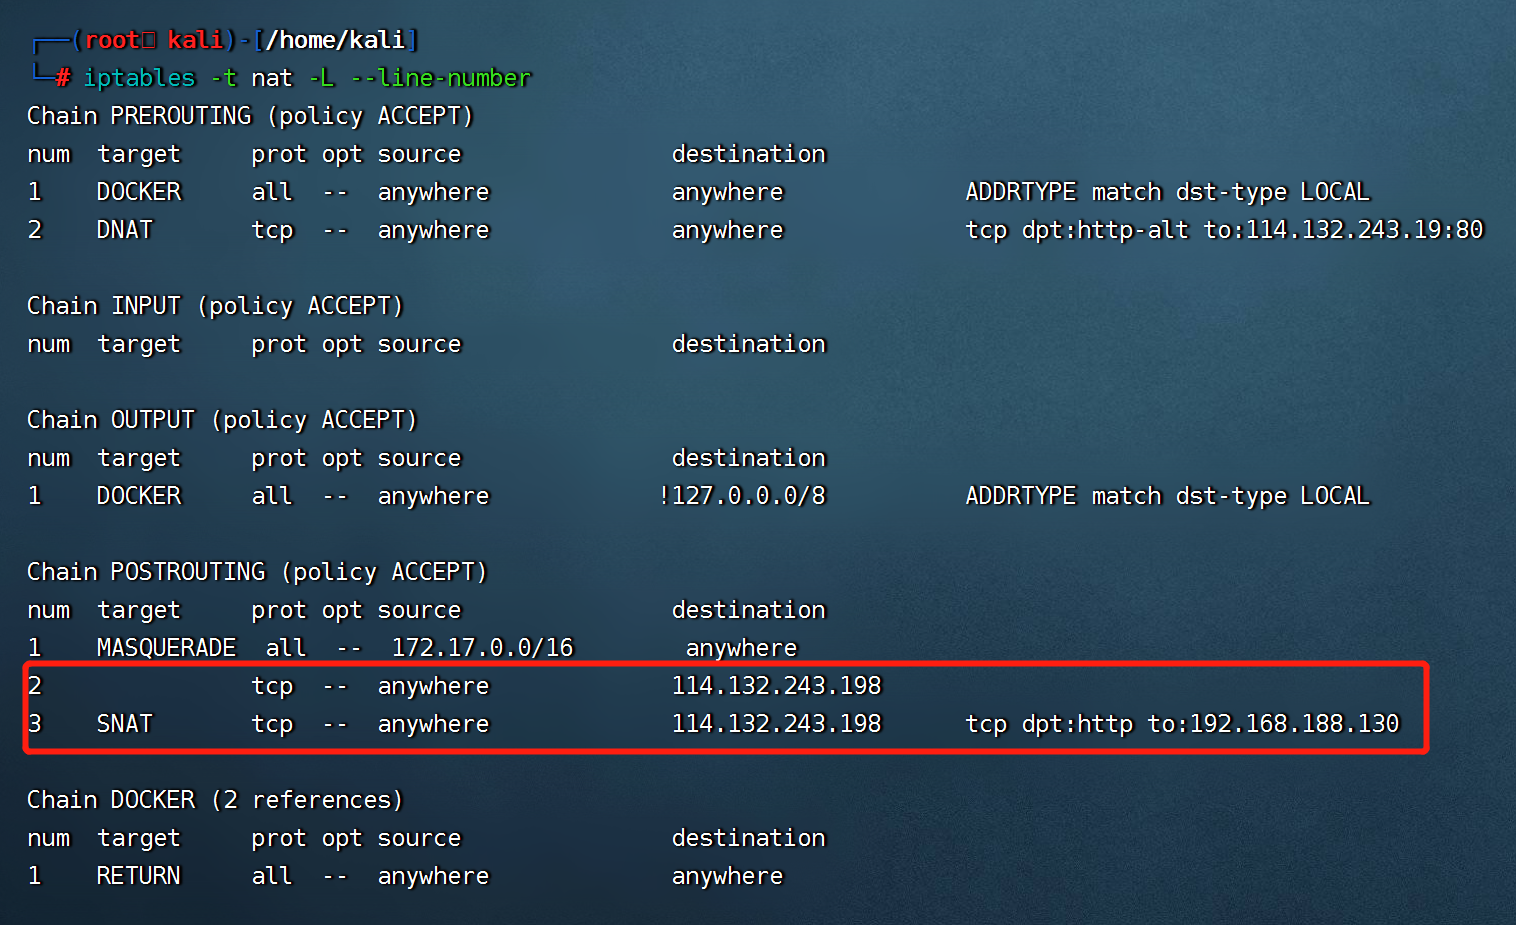 ┌──(root㉿ kali)-[/home/kali]
└─# iptables -t nat -L --line-number
Chain PREROUTING (policy ACCEPT)
num  target     prot opt source               destination
1    DOCKER     all  --  anywhere             anywhere             ADDRTYPE match dst-type LOCAL
2    DNAT       tcp  --  anywhere             anywhere             tcp dpt:http-alt to:114.132.243.19:80
Chain INPUT (policy ACCEPT)
num  target     prot opt source               destination
Chain OUTPUT (policy ACCEPT)
num  target     prot opt source               destination
1    DOCKER     all  --  anywhere            !127.0.0.0/8          ADDRTYPE match dst-type LOCAL
Chain POSTROUTING (policy ACCEPT)
num  target     prot opt source               destination
1    MASQUERADE  all  --  172.17.0.0/16        anywhere
2               tcp  --  anywhere             114.132.243.198
3    SNAT       tcp  --  anywhere             114.132.243.198      tcp dpt:http to:192.168.188.130
Chain DOCKER (2 references)
num  target     prot opt source               destination
1    RETURN     all  --  anywhere             anywhere